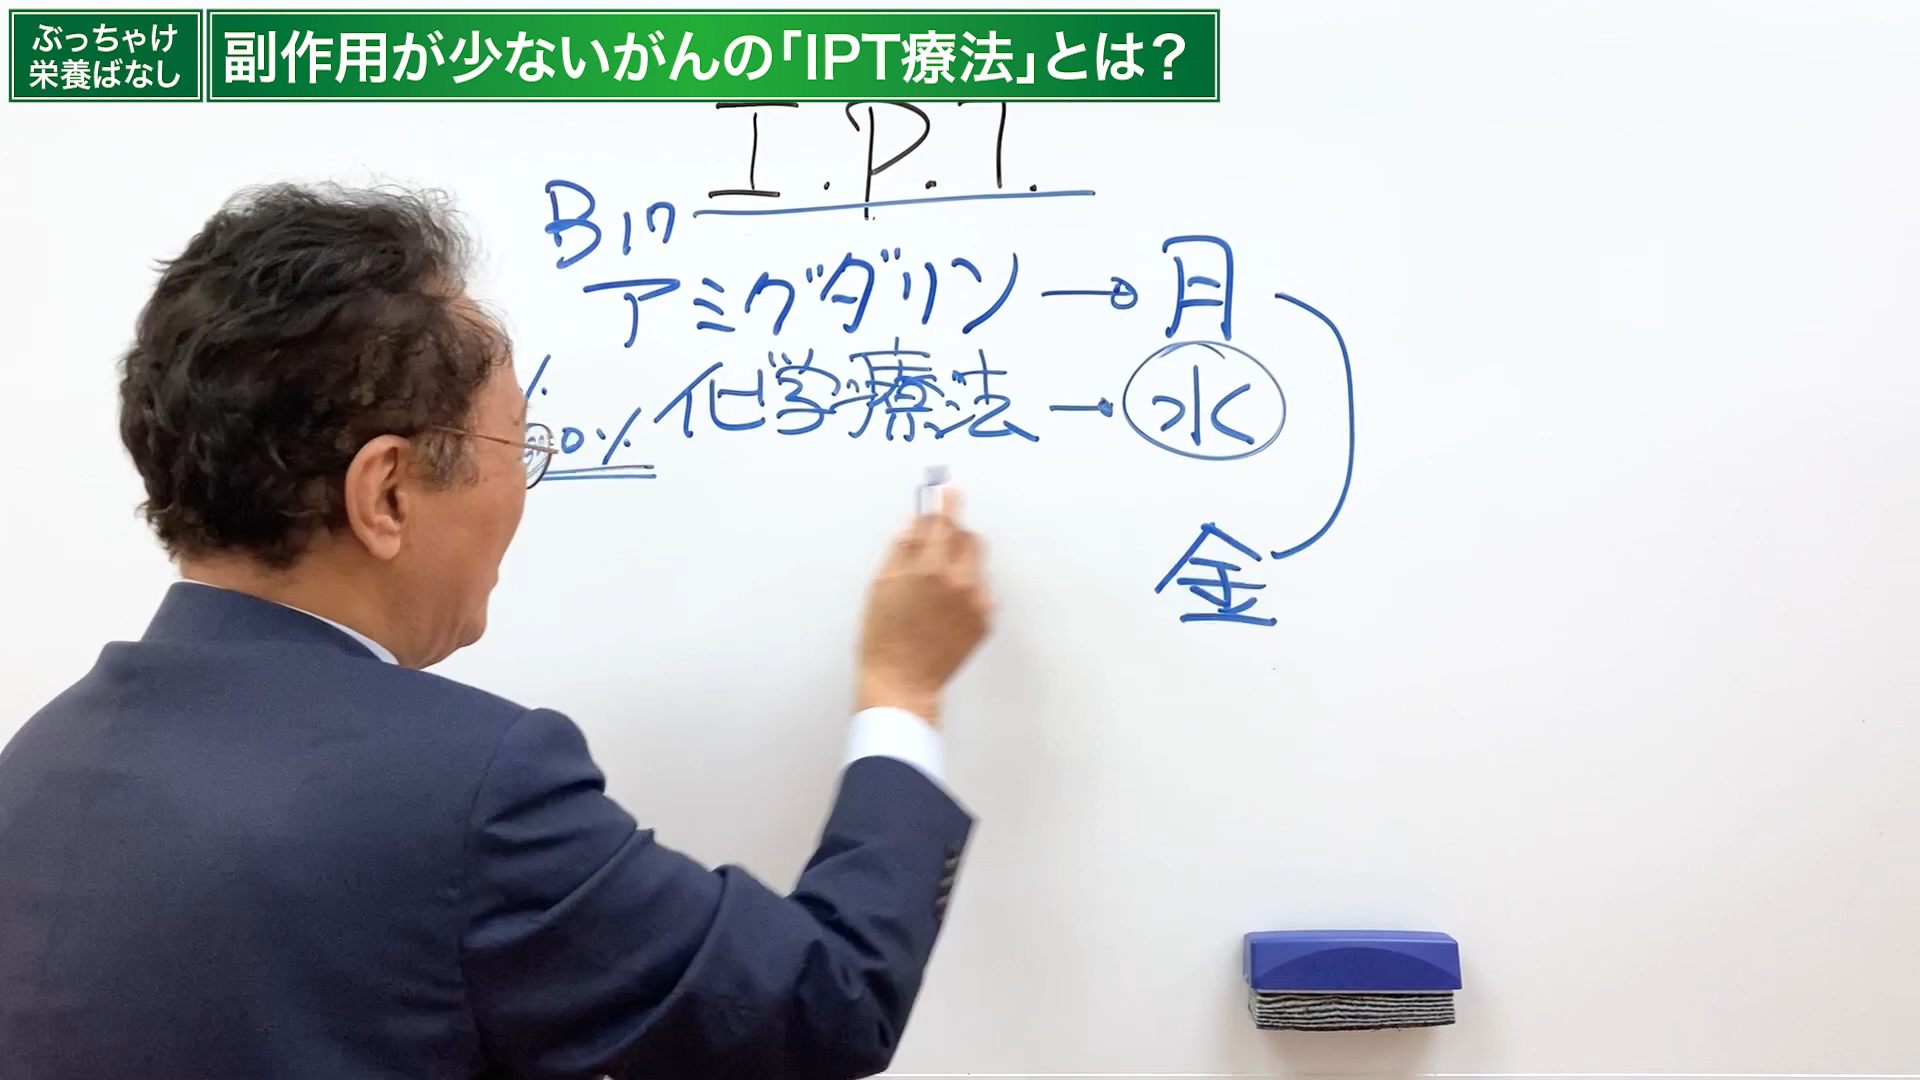 ぶっちゃけ
栄養ばなし
副作用が少ないがんの「IPT療法」とは？
I.P.T.
B17
アミグダリン→月
化学療法→水
金